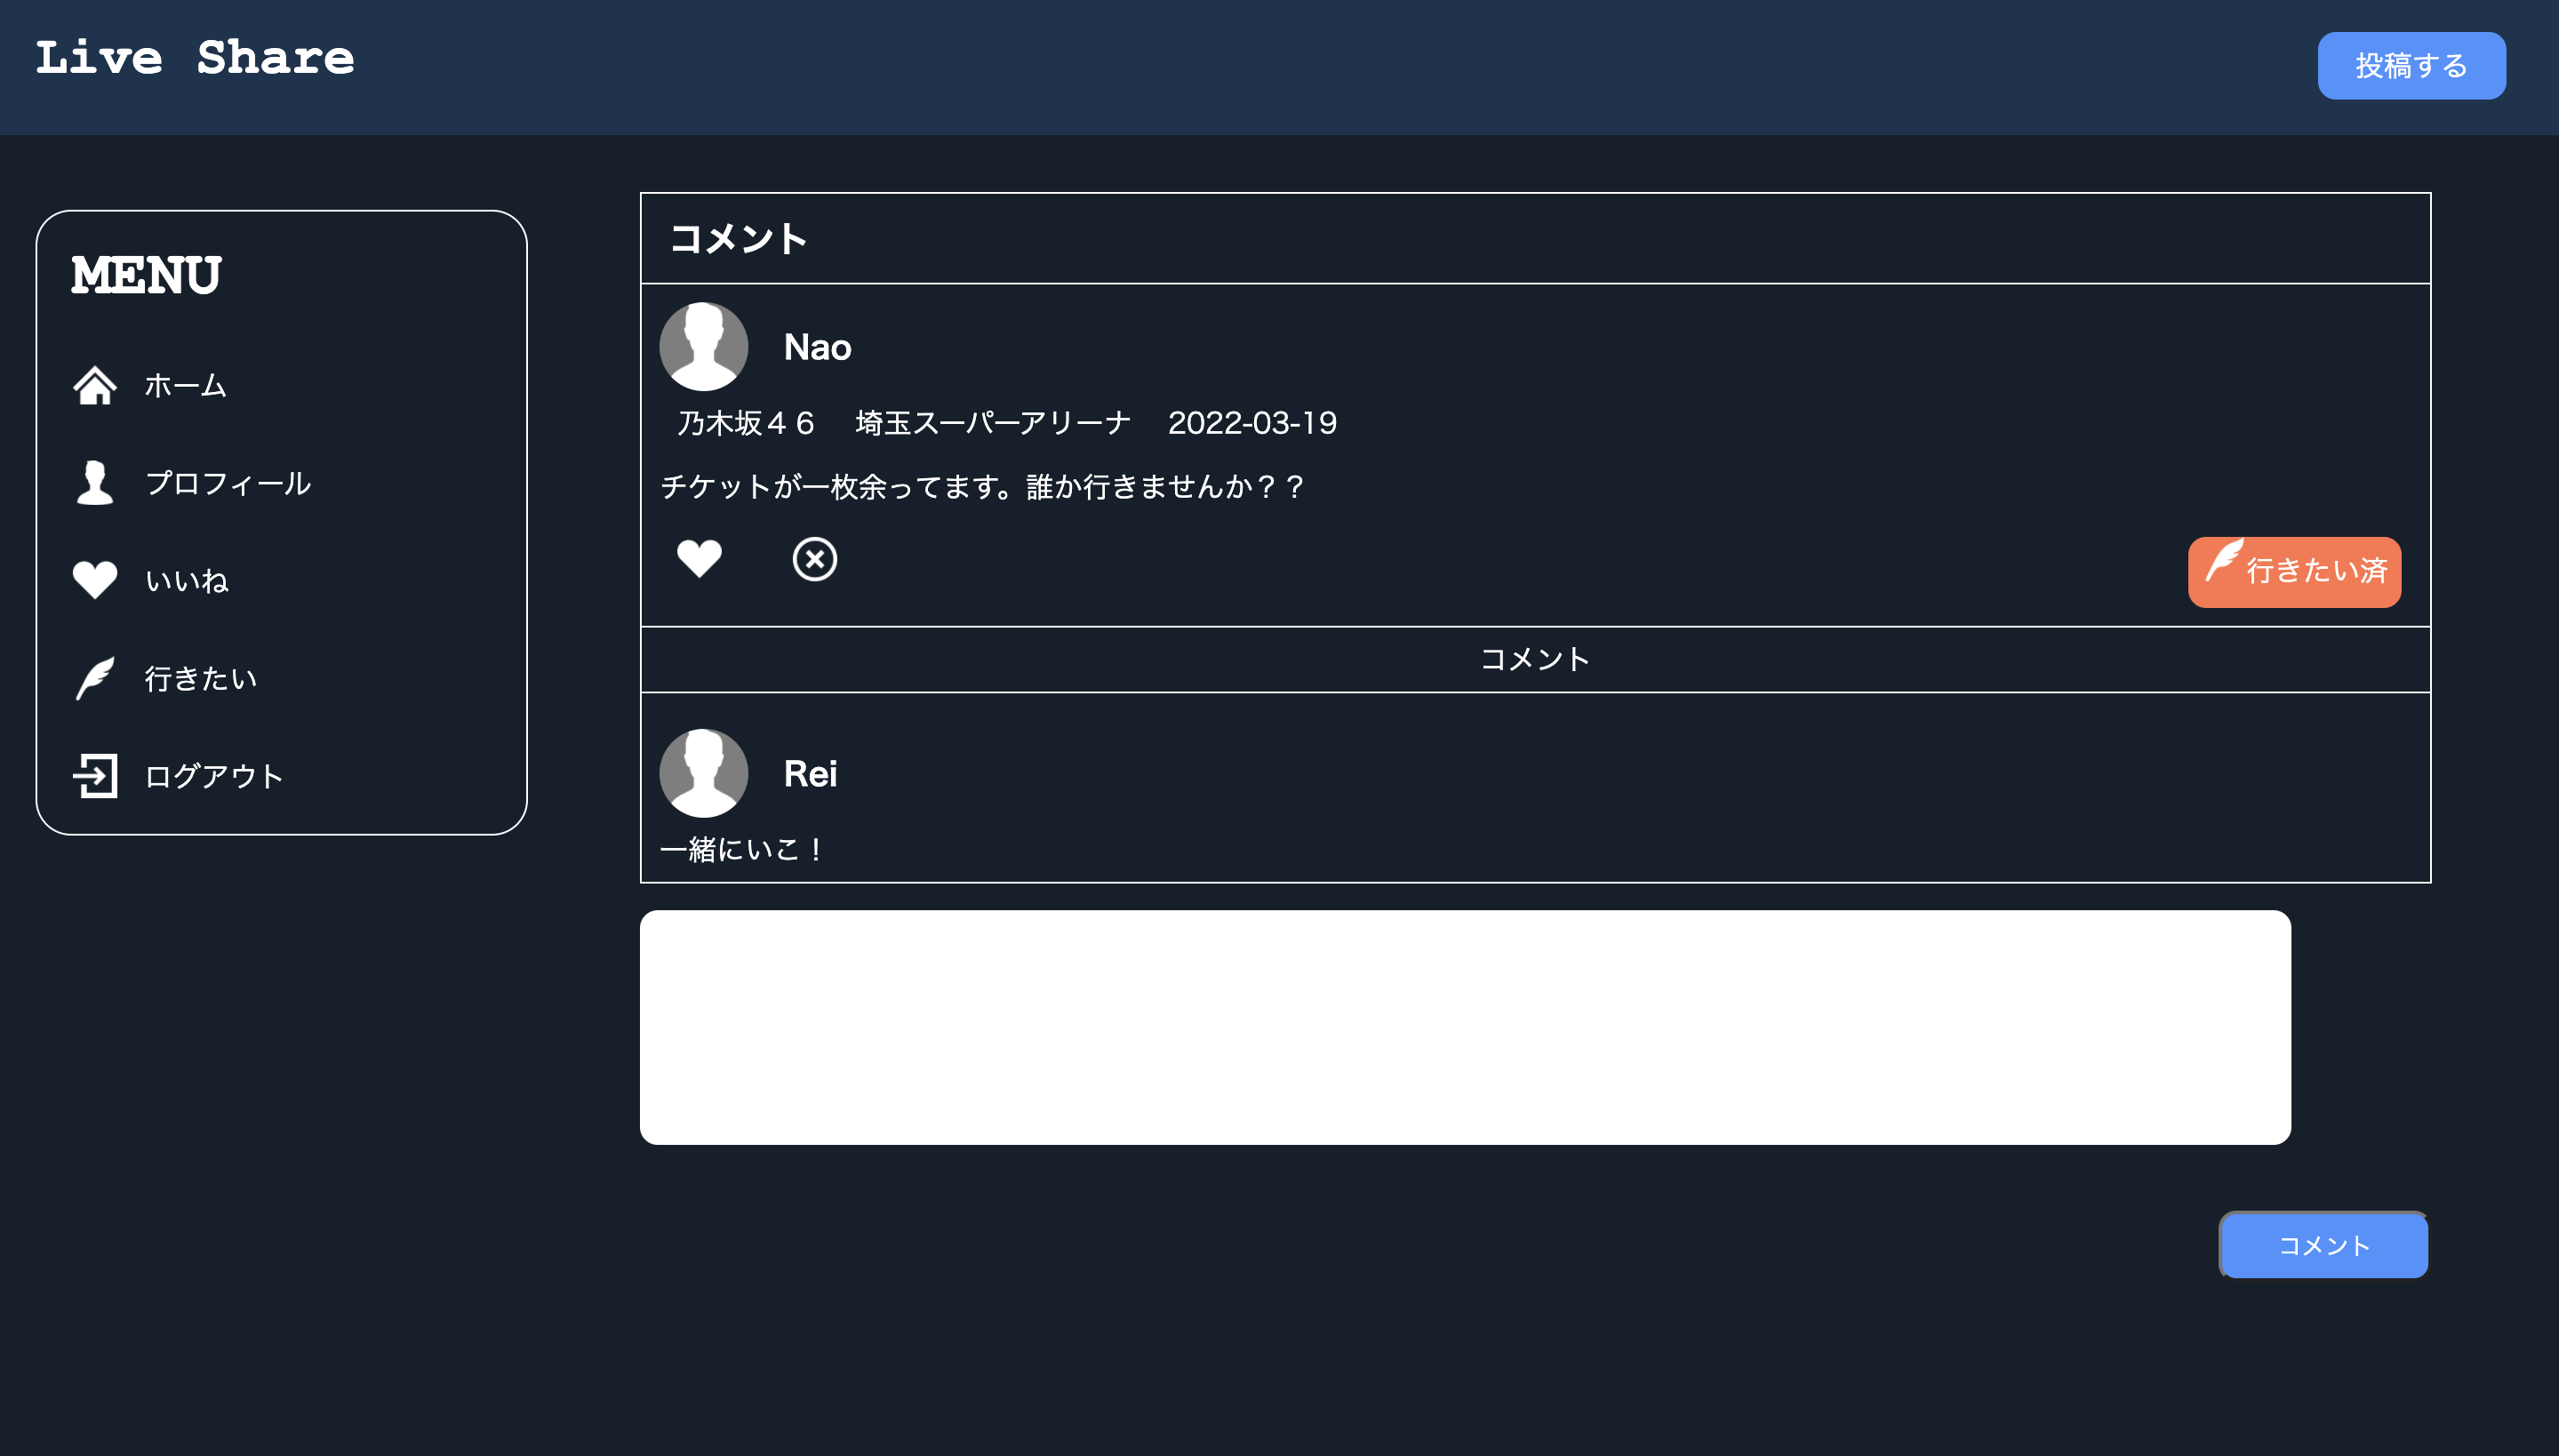 Live Share
投稿する
MENU
ホーム
プロフィール
いいね
行きたい
ログアウト
コメント
Nao
乃木坂４６　埼玉スーパーアリーナ　2022-03-19
チケットが一枚余ってます。誰か行きませんか？？
行きたい済
コメント
Rei
一緒にいこ！
コメント